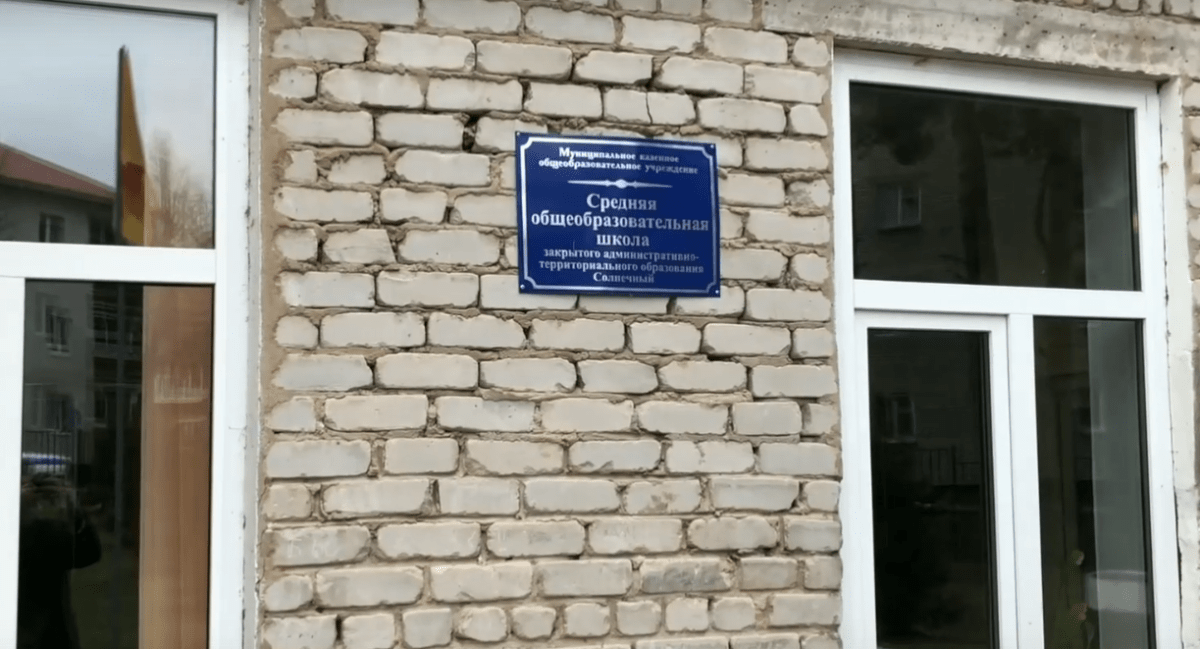 Муниципальное казенное
общеобразовательное учреждение
Средняя
общеобразовательная
школа
закрытого административно-
территориального образования
Солнечный